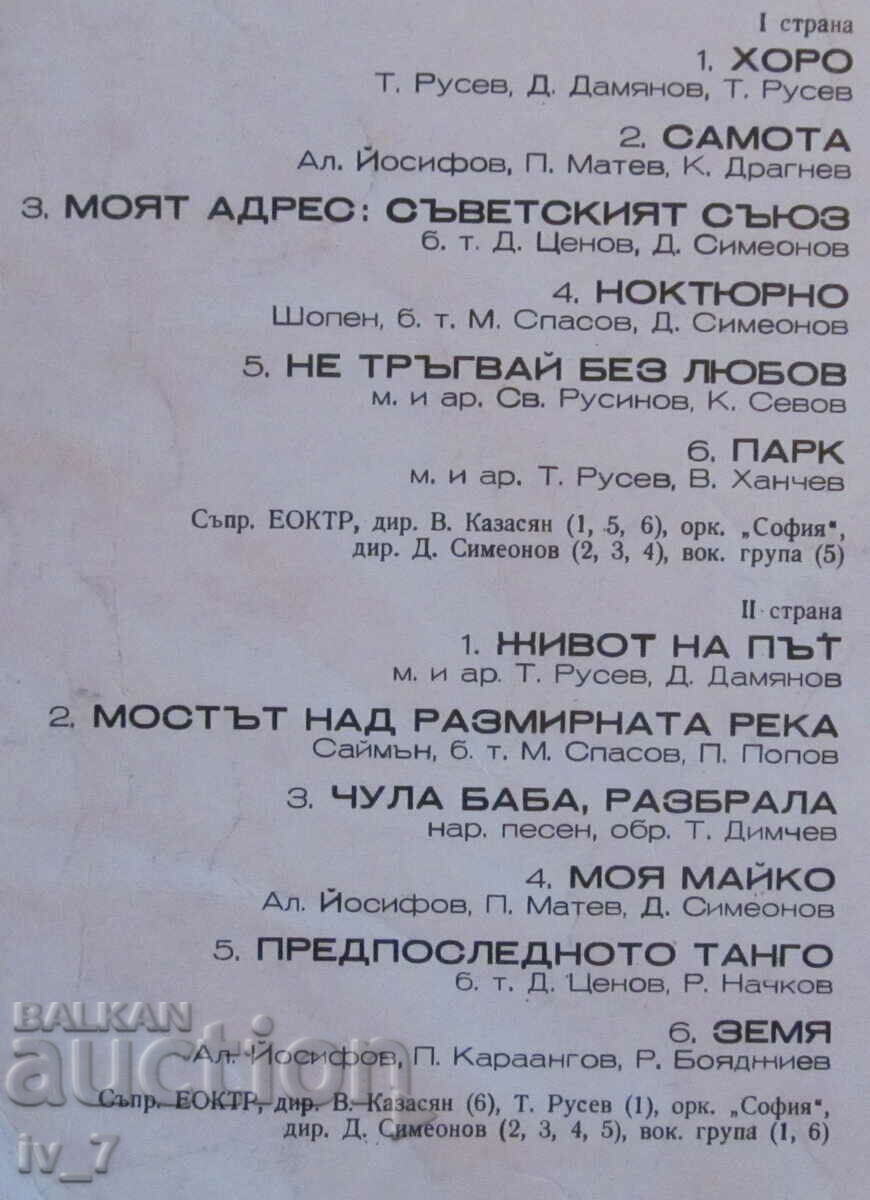 I страна
1. ХОРО
Т. Русев, Д. Дамянов, Т. Русев
2. САМОТА
Ал. Йосифов, П. Матев, К. Драгнев
3. МОЯТ АДРЕС: СЪВЕТСКИЯТ СЪЮЗ
б. т. Д. Ценов, Д. Симеонов
4. НОКТЮРНО
Шопен, б. т. М. Спасов, Д. Симеонов
5. НЕ ТРЪГВАЙ БЕЗ ЛЮБОВ
м. и ар. Св. Русинов, К. Севов
6. ПАРК
м. и ар. Т. Русев, В. Ханчев
Съпр. ЕОКТР, дир. В. Казасян (1, 5, 6), орк. „София“,
дир. Д. Симеонов (2, 3, 4), вок. група (5)
II страна
1. ЖИВОТ НА ПЪТ
м. и ар. Т. Русев, Д. Дамянов
2. МОСТЪТ НАД РАЗМИРНАТА РЕКА
Саймън, б. т. М. Спасов, П. Попов
3. ЧУЛА БАБА, РАЗБРАЛА
нар. песен, обр. Т. Димчев
4. МОЯ МАЙКО
Ал. Йосифов, П. Матев, Д. Симеонов
5. ПРЕДПОСЛЕДНОТО ТАНГО
б. т. Д. Ценов, Р. Начков
6. ЗЕМЯ
Ал. Йосифов, П. Караангов, Р. Бояджиев
Съпр. ЕОКТР, дир. В. Казасян (6), Т. Русев (1), орк. „София“,
дир. Д. Симеонов (2, 3, 4, 5), вок. група (1, 6)
BALKAN
auction
iv_7